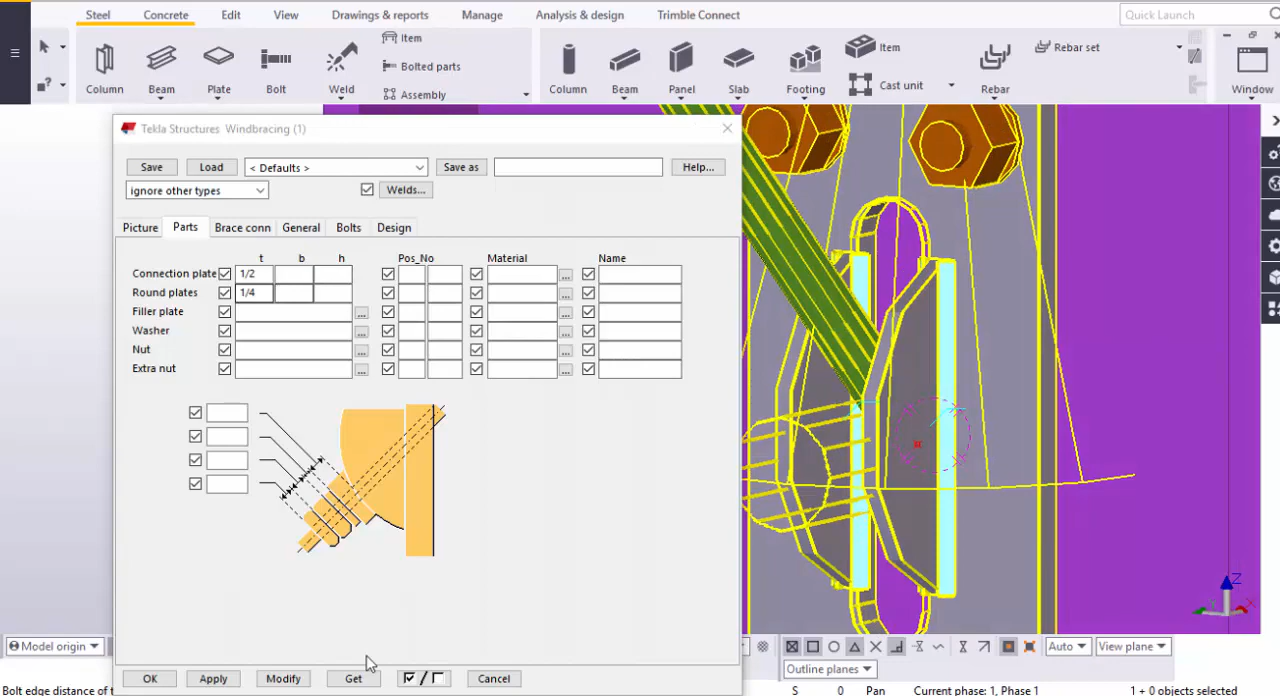 Steel Concrete Edit View Drawings & reports Manage Analysis & design Trimble Connect Quick Launch
Item
Item
Rebar set
Bolted parts
Column Beam Plate Bolt Weld
Assembly
Column Beam Panel Slab Footing
Cast unit
Rebar
Window
Tekla Structures Windbracing (1)
Save Load < Defaults > Save as Help...
ignore other types Welds...
Picture Parts Brace conn General Bolts Design
t b h Pos_No Material Name
Connection plate 1/2
Round plates 1/4
Filler plate ...
Washer ...
Nut ...
Extra nut ...
Z
X
Model origin Auto View plane
Outline planes
Ok Apply Modify Get / Cancel
Bolt edge distance of t S 0 Pan Current phase: 1, Phase 1 1 + 0 objects selected